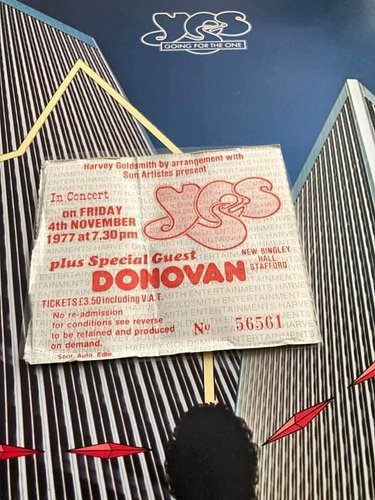 YES
GOING FOR THE ONE
Harvey Goldsmith by arrangement with
Sun Artistes present
In Concert
on FRIDAY
4th NOVEMBER
1977 at 7.30 pm
YES
plus Special Guest
DONOVAN
NEW BINGLEY
HALL
STAFFORD
TICKETS £3.50 including V.A.T.
No re-admission
for conditions see reverse
to be retained and produced
on demand.
No 56561
Spot, Auto, Edin.